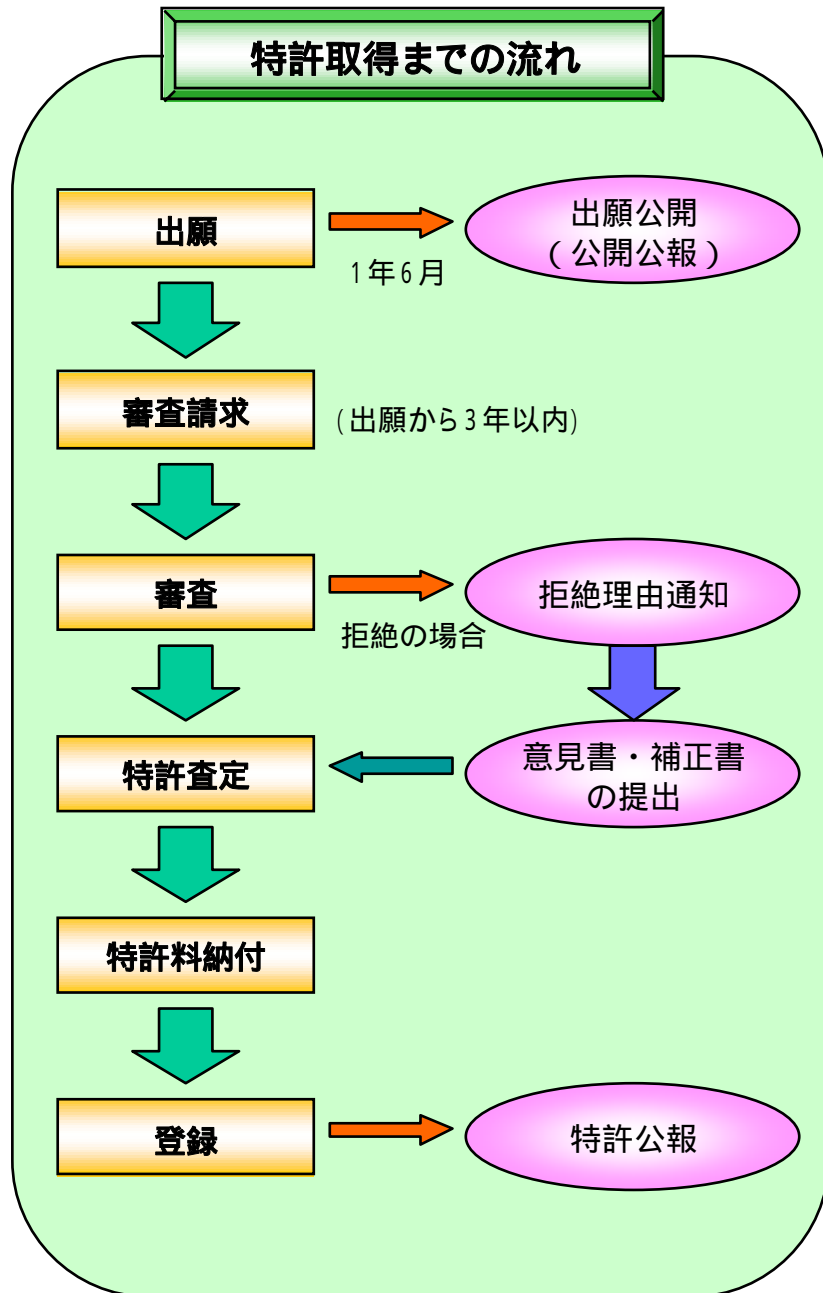 特許取得までの流れ
出願
1年6月
出願公開
(公開公報)
審査請求
(出願から3年以内)
審査
拒絶の場合
拒絶理由通知
特許査定
意見書・補正書
の提出
特許料納付
登録
特許公報